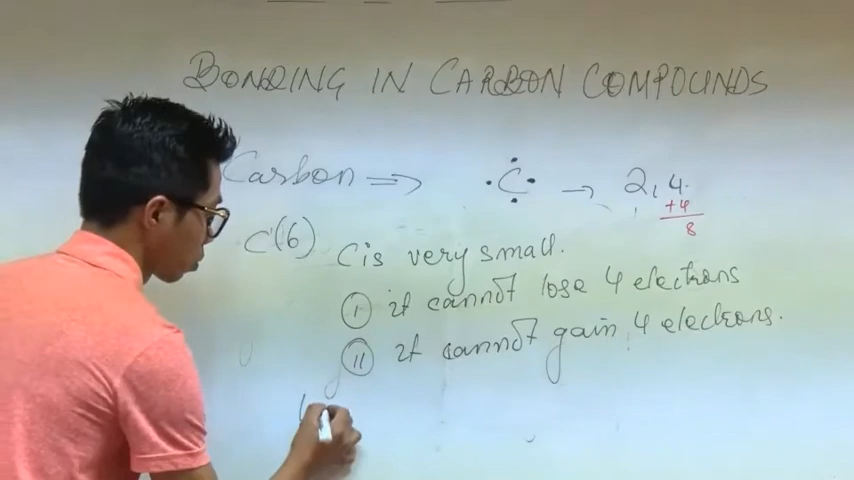 BONDING IN CARBON COMPOUNDS
Carbon ⇒ C → 2,4
+4
8
C(6) C is very small.
(i) it cannot lose 4 electrons
(ii) it cannot gain 4 electrons.